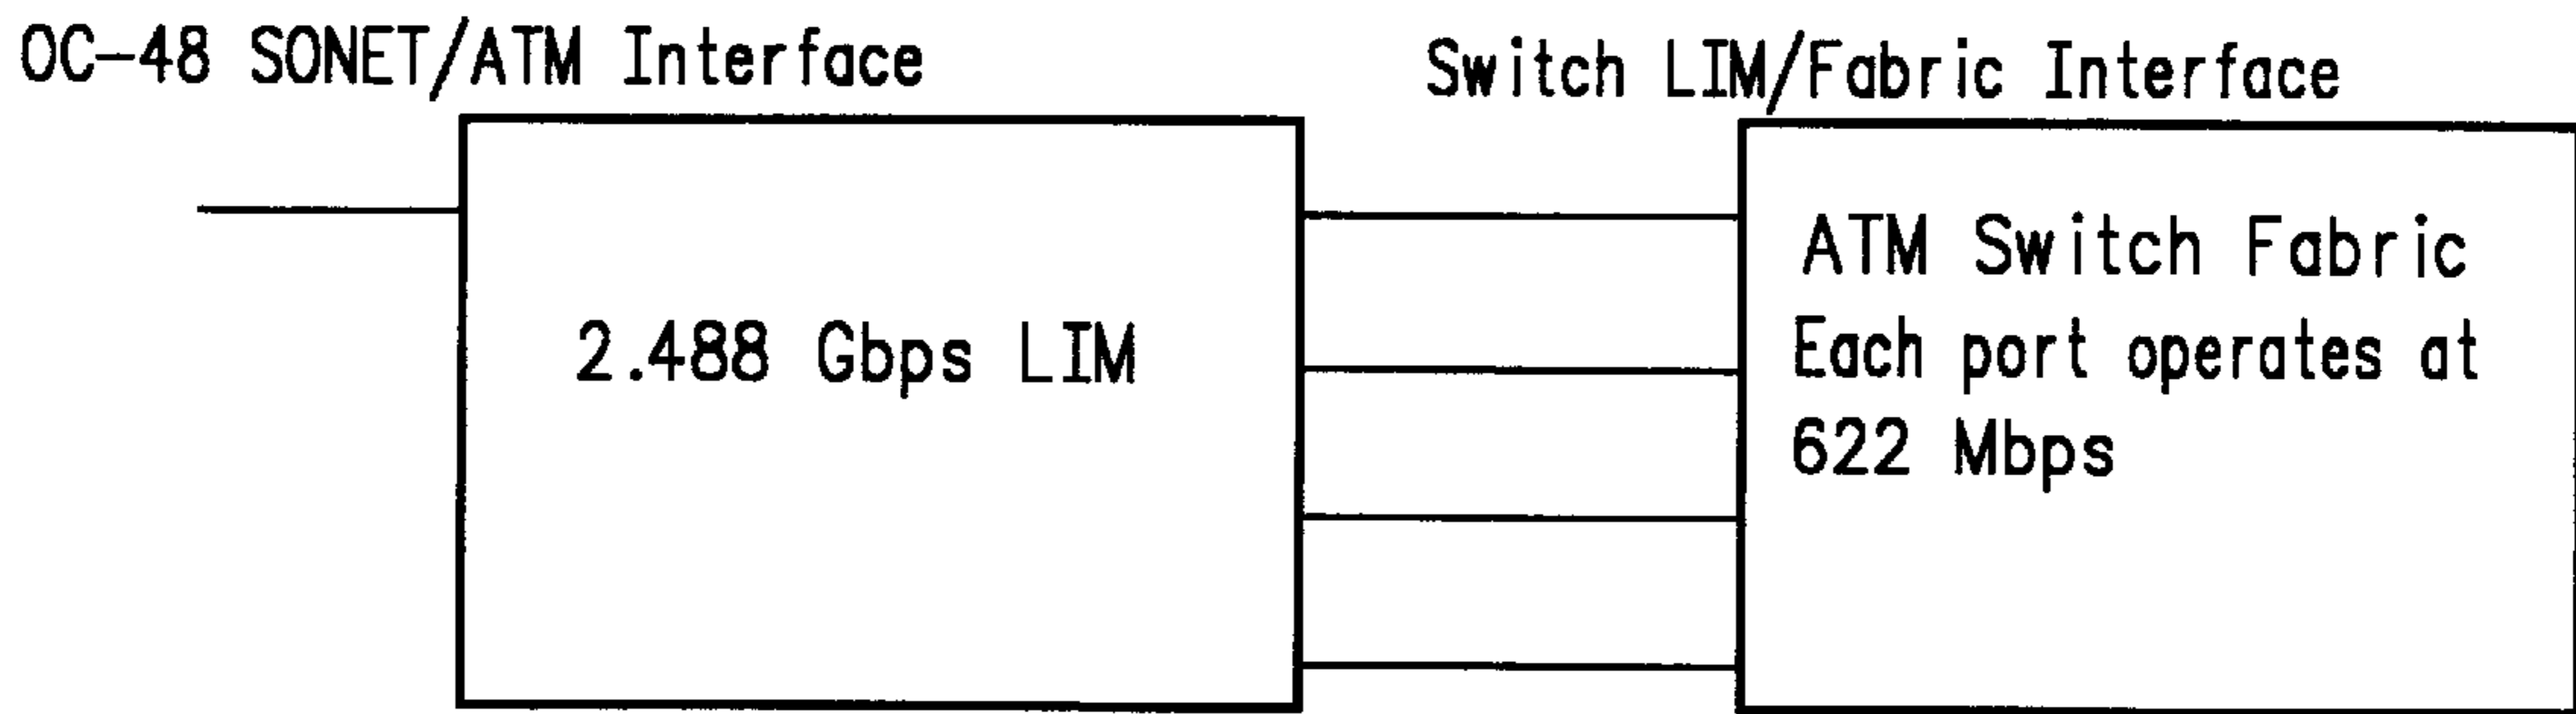 OC-48 SONET/ATM Interface
Switch LIM/Fabric Interface
2.488 Gbps LIM
ATM Switch Fabric
Each port operates at
622 Mbps